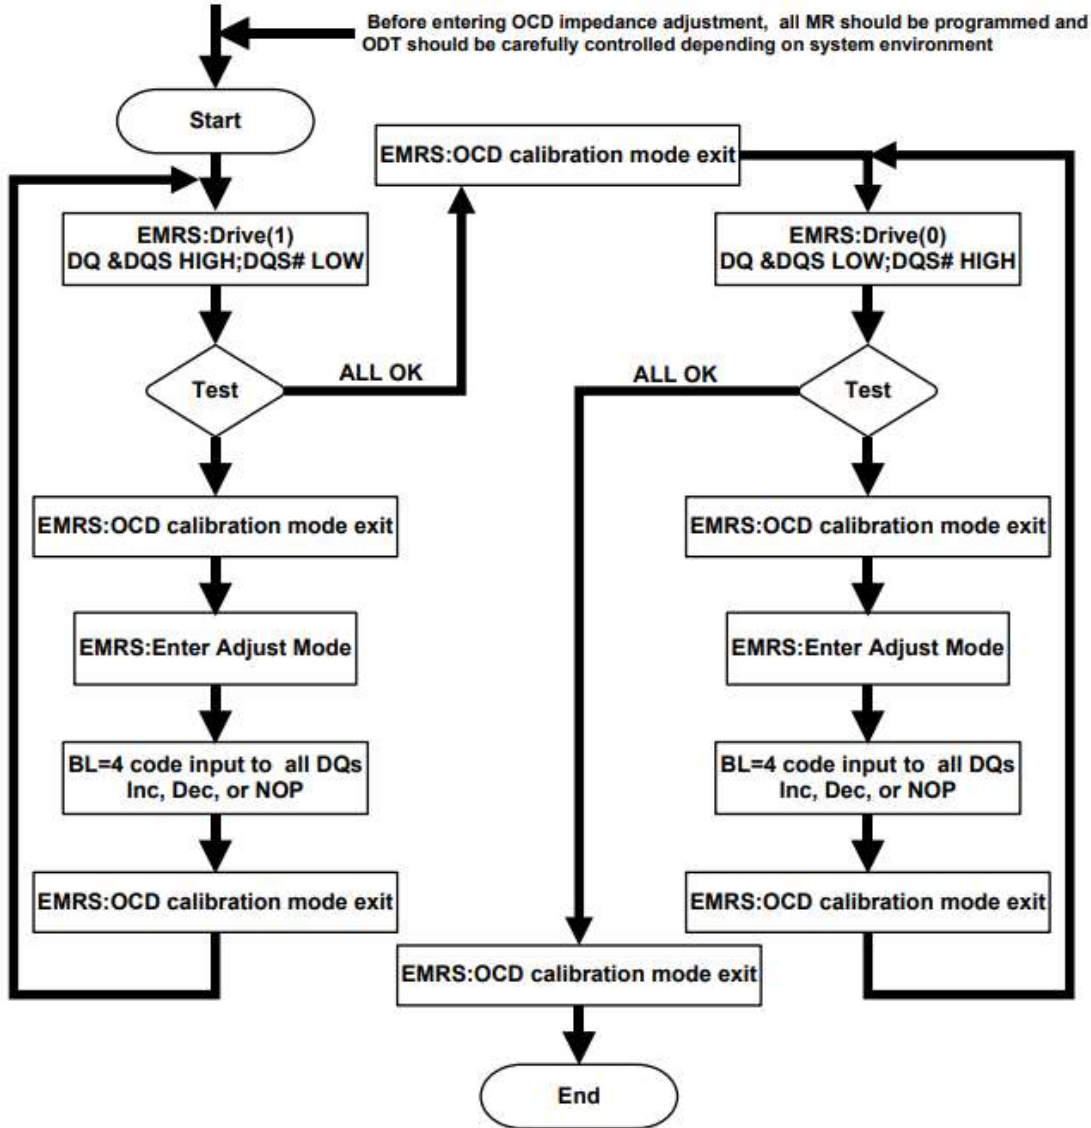 Before entering OCD impedance adjustment, all MR should be programmed and
ODT should be carefully controlled depending on system environment
Start
EMRS:OCD calibration mode exit
EMRS:Drive(1)
DQ &DQS HIGH;DQS# LOW
EMRS:Drive(0)
DQ &DQS LOW;DQS# HIGH
Test
ALL OK
ALL OK
Test
EMRS:OCD calibration mode exit
EMRS:OCD calibration mode exit
EMRS:Enter Adjust Mode
EMRS:Enter Adjust Mode
BL=4 code input to all DQs
Inc, Dec, or NOP
BL=4 code input to all DQs
Inc, Dec, or NOP
EMRS:OCD calibration mode exit
EMRS:OCD calibration mode exit
EMRS:OCD calibration mode exit
End